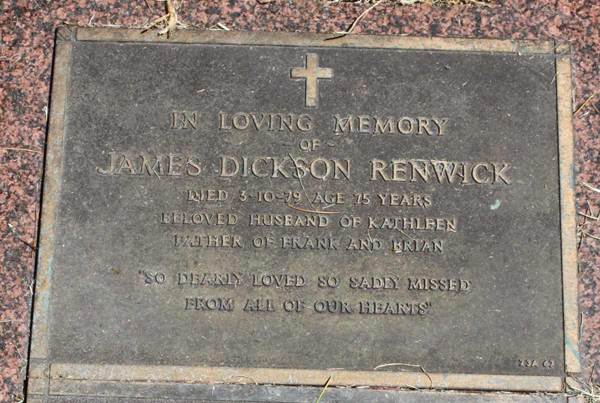 IN LOVING MEMORY
- OF -
JAMES DICKSON RENWICK
DIED 3-10-79 AGE 75 YEARS
BELOVED HUSBAND OF KATHLEEN
FATHER OF FRANK AND BRIAN
"SO DEARLY LOVED SO SADLY MISSED
FROM ALL OF OUR HEARTS"